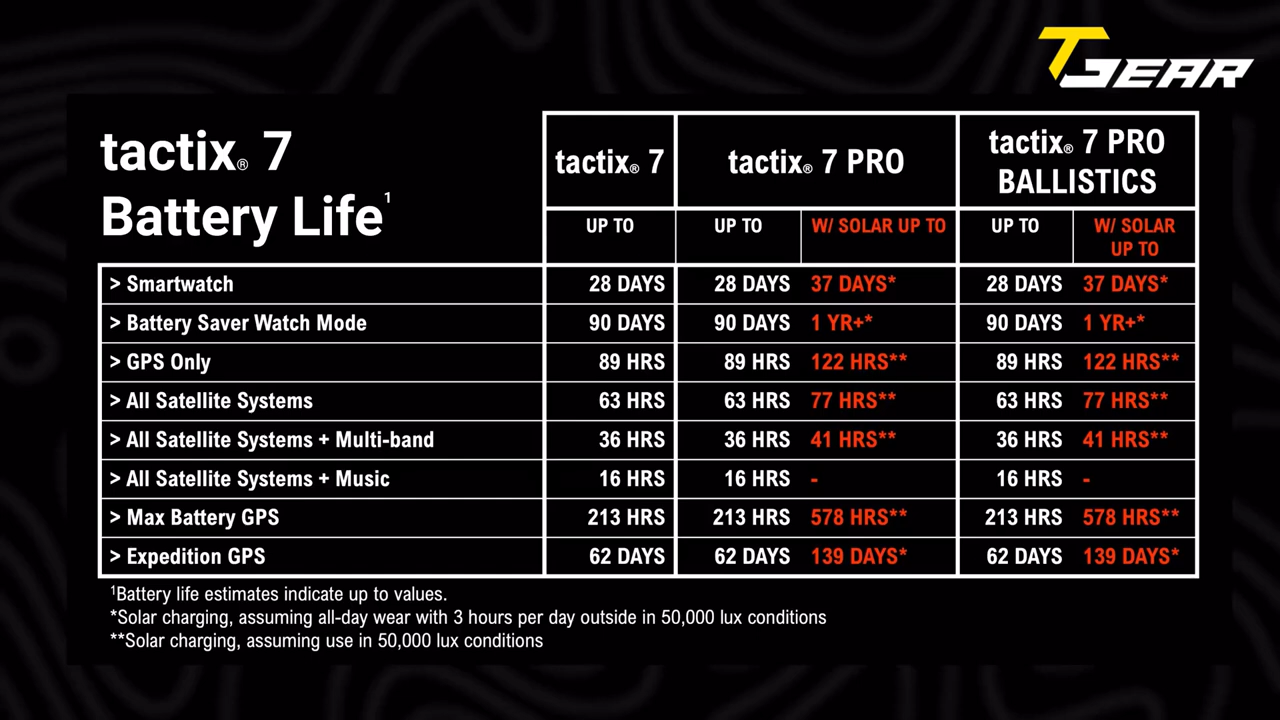 TGEAR
tactix® 7
Battery Life¹
tactix® 7
tactix® 7 PRO
tactix® 7 PRO
BALLISTICS
UP TO
UP TO
W/ SOLAR UP TO
UP TO
W/ SOLAR
UP TO
> Smartwatch 28 DAYS 28 DAYS 37 DAYS* 28 DAYS 37 DAYS*
> Battery Saver Watch Mode 90 DAYS 90 DAYS 1 YR+* 90 DAYS 1 YR+*
> GPS Only 89 HRS 89 HRS 122 HRS** 89 HRS 122 HRS**
> All Satellite Systems 63 HRS 63 HRS 77 HRS** 63 HRS 77 HRS**
> All Satellite Systems + Multi-band 36 HRS 36 HRS 41 HRS** 36 HRS 41 HRS**
> All Satellite Systems + Music 16 HRS 16 HRS - 16 HRS -
> Max Battery GPS 213 HRS 213 HRS 578 HRS** 213 HRS 578 HRS**
> Expedition GPS 62 DAYS 62 DAYS 139 DAYS* 62 DAYS 139 DAYS*
¹Battery life estimates indicate up to values.
*Solar charging, assuming all-day wear with 3 hours per day outside in 50,000 lux conditions
**Solar charging, assuming use in 50,000 lux conditions